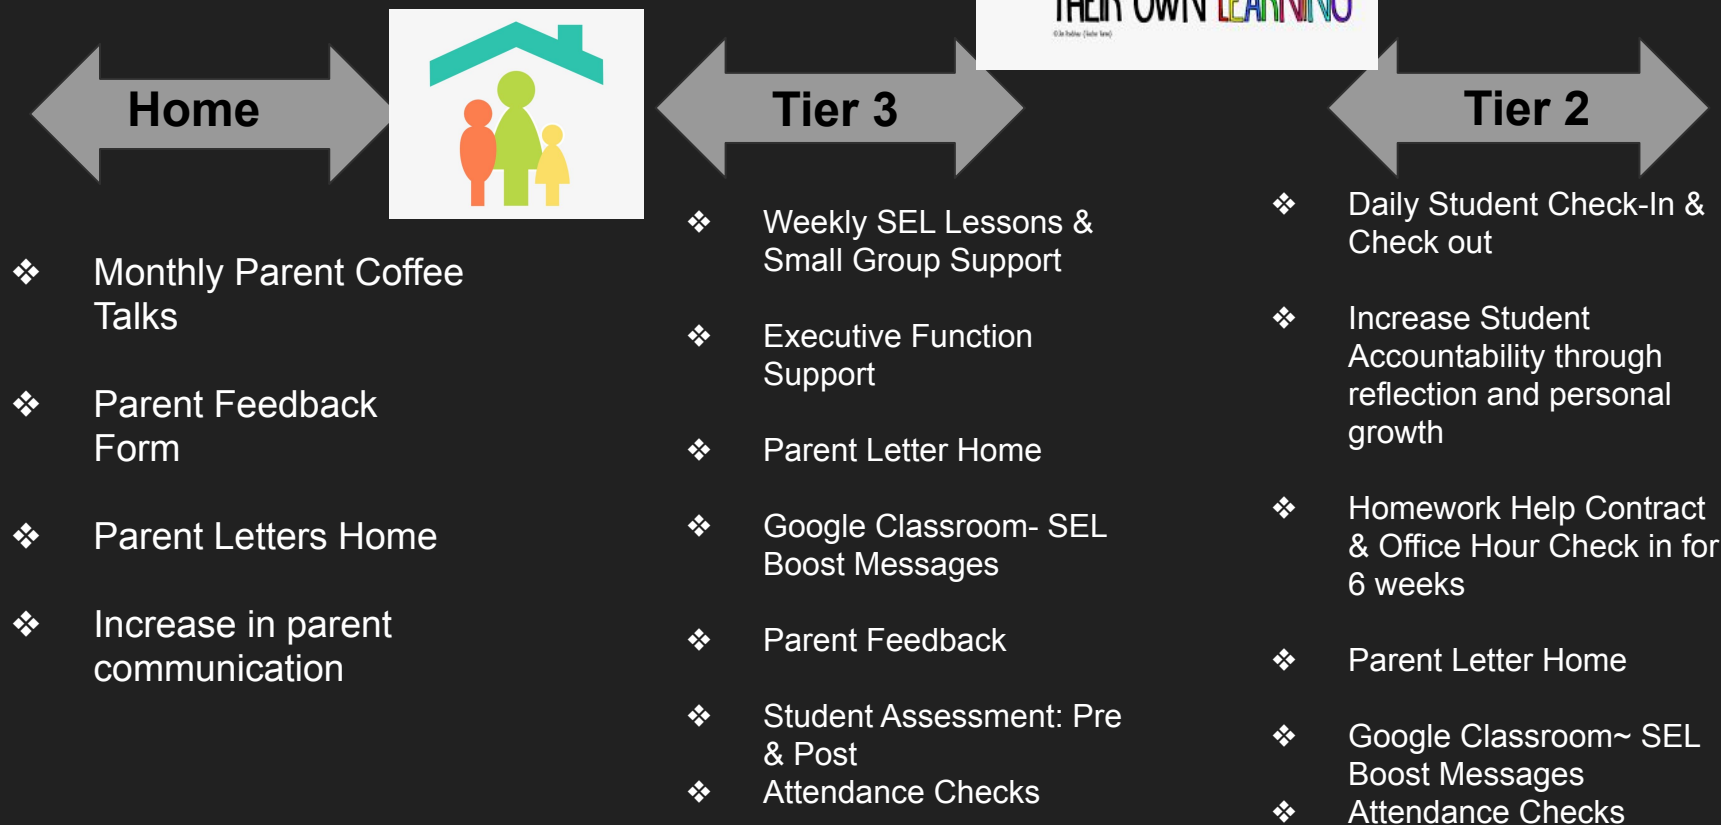 THEIR OWN LEARNING
Home
❖ Monthly Parent Coffee
Talks
❖ Parent Feedback
Form
❖ Parent Letters Home
❖ Increase in parent
communication
Tier 3
❖ Weekly SEL Lessons &
Small Group Support
❖ Executive Function
Support
❖ Parent Letter Home
❖ Google Classroom- SEL
Boost Messages
❖ Parent Feedback
❖ Student Assessment: Pre
& Post
❖ Attendance Checks
Tier 2
❖ Daily Student Check-In &
Check out
❖ Increase Student
Accountability through
reflection and personal
growth
❖ Homework Help Contract
& Office Hour Check in for
6 weeks
❖ Parent Letter Home
❖ Google Classroom~ SEL
Boost Messages
❖ Attendance Checks